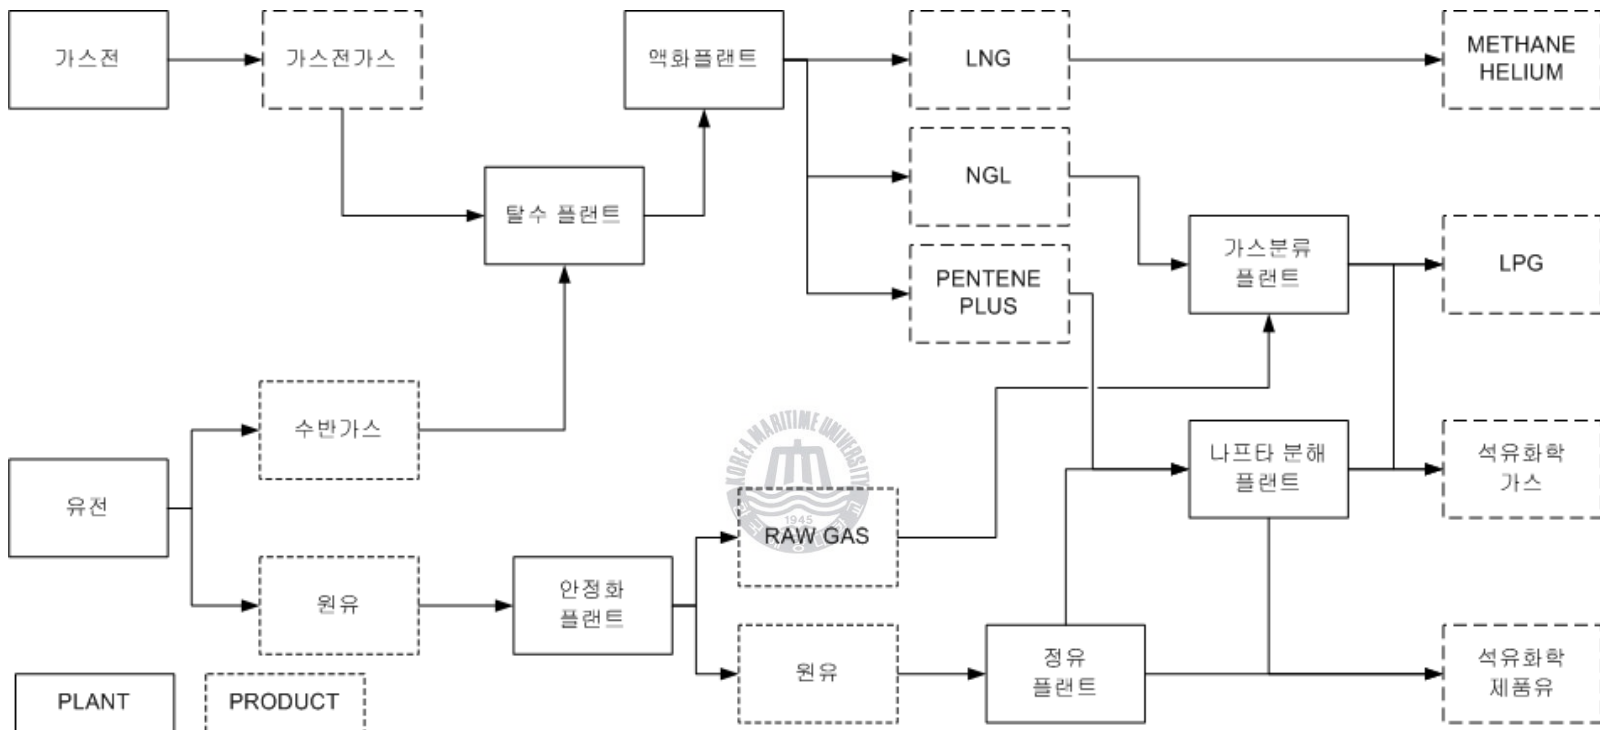 가스전
가스전가스
액화플랜트
LNG
METHANE
HELIUM
탈수 플랜트
NGL
가스분류
플랜트
LPG
PENTENE
PLUS
수반가스
KOREA MARITIME UNIVERSITY
1945
나프타 분해
플랜트
석유화학
가스
유전
RAW GAS
원유
안정화
플랜트
원유
정유
플랜트
석유화학
제품유
PLANT
PRODUCT